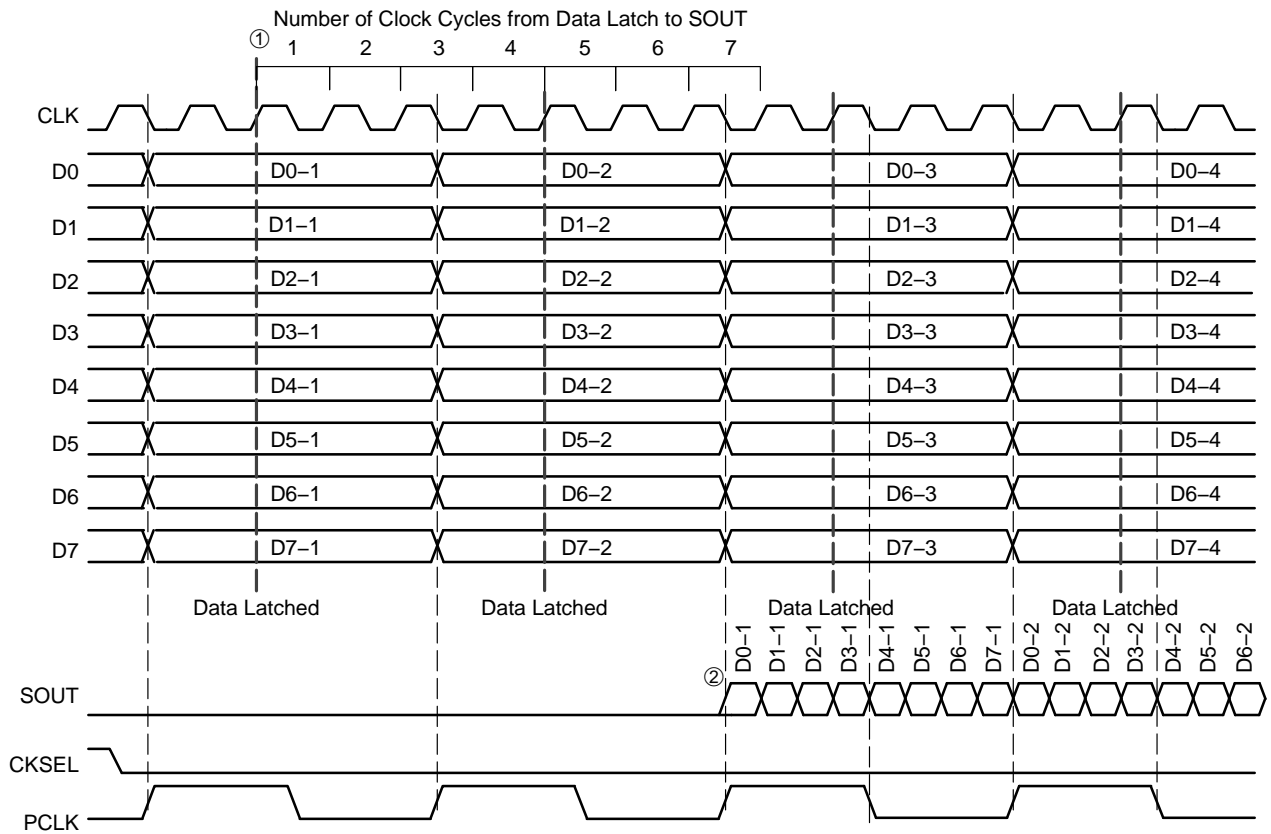 Number of Clock Cycles from Data Latch to SOUT
① 1 2 3 4 5 6 7
CLK
D0 D0–1 D0–2 D0–3 D0–4
D1 D1–1 D1–2 D1–3 D1–4
D2 D2–1 D2–2 D2–3 D2–4
D3 D3–1 D3–2 D3–3 D3–4
D4 D4–1 D4–2 D4–3 D4–4
D5 D5–1 D5–2 D5–3 D5–4
D6 D6–1 D6–2 D6–3 D6–4
D7 D7–1 D7–2 D7–3 D7–4
Data Latched Data Latched Data Latched Data Latched
D0–1 D1–1 D2–1 D3–1 D4–1 D5–1 D6–1 D7–1 D0–2 D1–2 D2–2 D3–2 D4–2 D5–2 D6–2
②
SOUT
CKSEL
PCLK